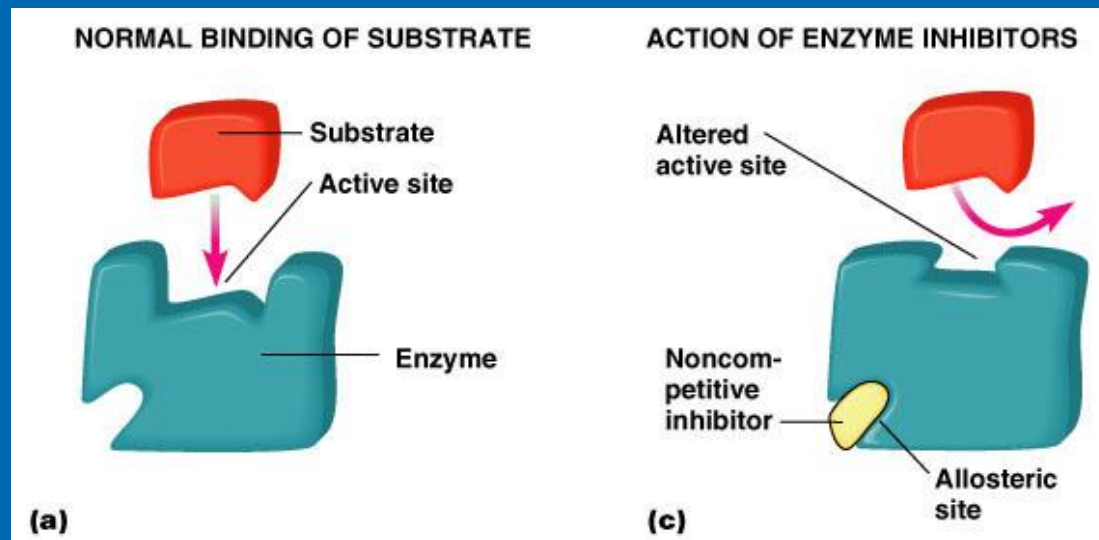 NORMAL BINDING OF SUBSTRATE
Substrate
Active site
Enzyme
(a)
ACTION OF ENZYME INHIBITORS
Altered
active site
Noncom-
petitive
inhibitor
Allosteric
site
(c)